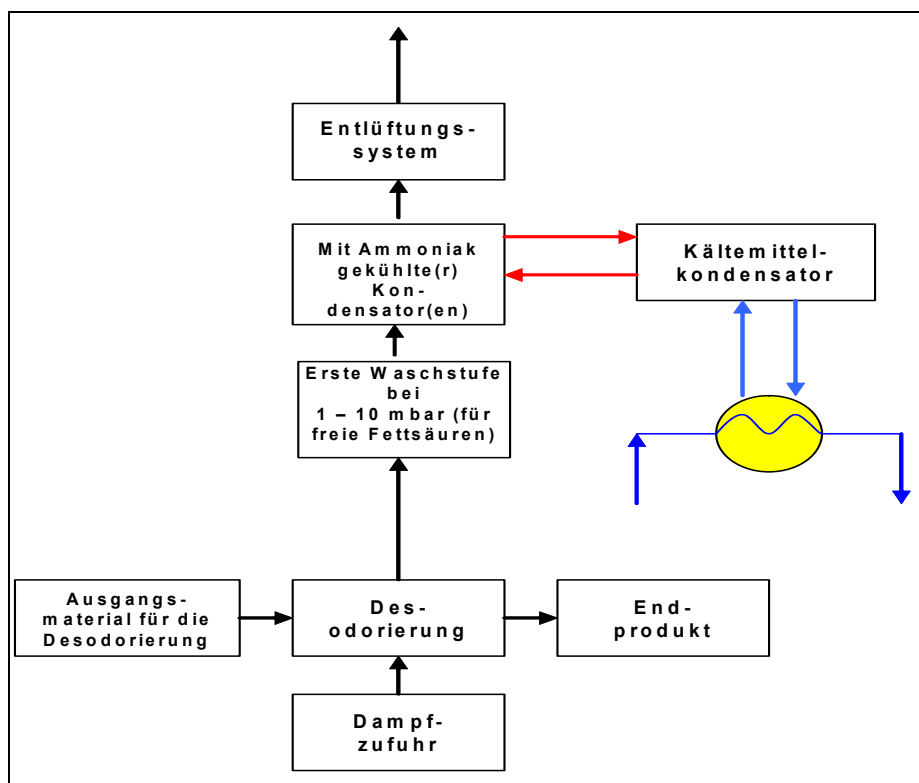 Entlüftungs-
system
Mit Ammoniak
gekühlte(r)
Kon-
densator(en)
Kältemittel-
kondensator
Erste Waschstufe
bei
1 – 10 mbar (für
freie Fettsäuren)
Ausgangs-
material für die
Desodorierung
Des-
odorierung
End-
produkt
Dampf-
zufuhr